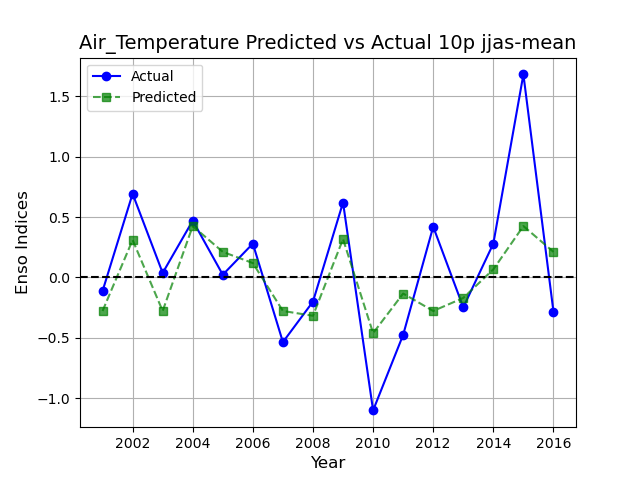 Air_Temperature Predicted vs Actual 10p jjas-mean
Actual
Predicted
1.5
1.0
0.5
0.0
−0.5
−1.0
Enso Indices
2002 2004 2006 2008 2010 2012 2014 2016
Year